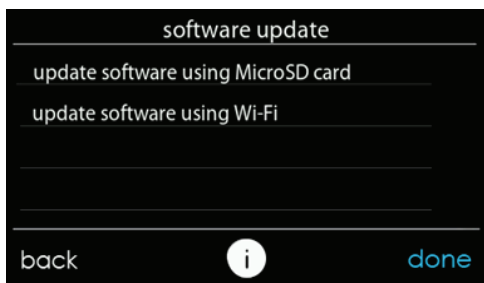 software update
update software using MicroSD card
update software using Wi-Fi
back i done